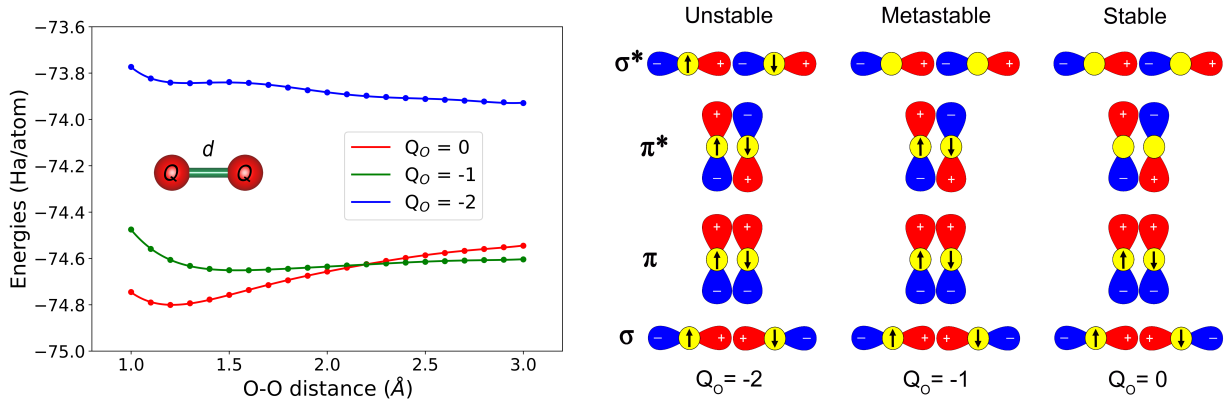 −73.6
−73.8
−74.0
−74.2
−74.4
−74.6
−74.8
−75.0
Energies (Ha/atom)
d
Q Q
Q_O = 0
Q_O = -1
Q_O = -2
1.0 1.5 2.0 2.5 3.0
O-O distance (Å)
Unstable Metastable Stable
σ*
− + − + − + − + − + − +
π*
+ − + − + −
− + − + − +
π
+ + + + + +
− − − − − −
σ
− + + − − + + − − + + −
Q_O= -2 Q_O= -1 Q_O= 0